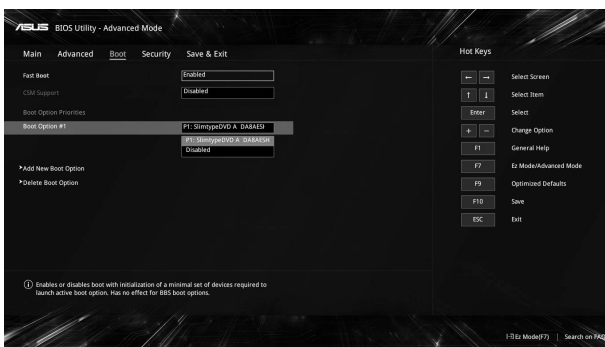 ASUS BIOS Utility - Advanced Mode
Main Advanced Boot Security Save & Exit
Hot Keys
Fast Boot Enabled
CSM Support Disabled
Boot Option Priorities
Boot Option #1 P1: SlimtypeDVD A DA8AESH
P1: SlimtypeDVD A DA8AESH
Disabled
>Add New Boot Option
>Delete Boot Option
← → Select Screen
↑ ↓ Select Item
Enter Select
+ - Change Option
F1 General Help
F7 Ez Mode/Advanced Mode
F9 Optimized Defaults
F10 Save
ESC Exit
Enables or disables boot with initialization of a minimal set of devices required to
launch active boot option. Has no effect for BBS boot options.
Ez Mode(F7) | Search on FAQ